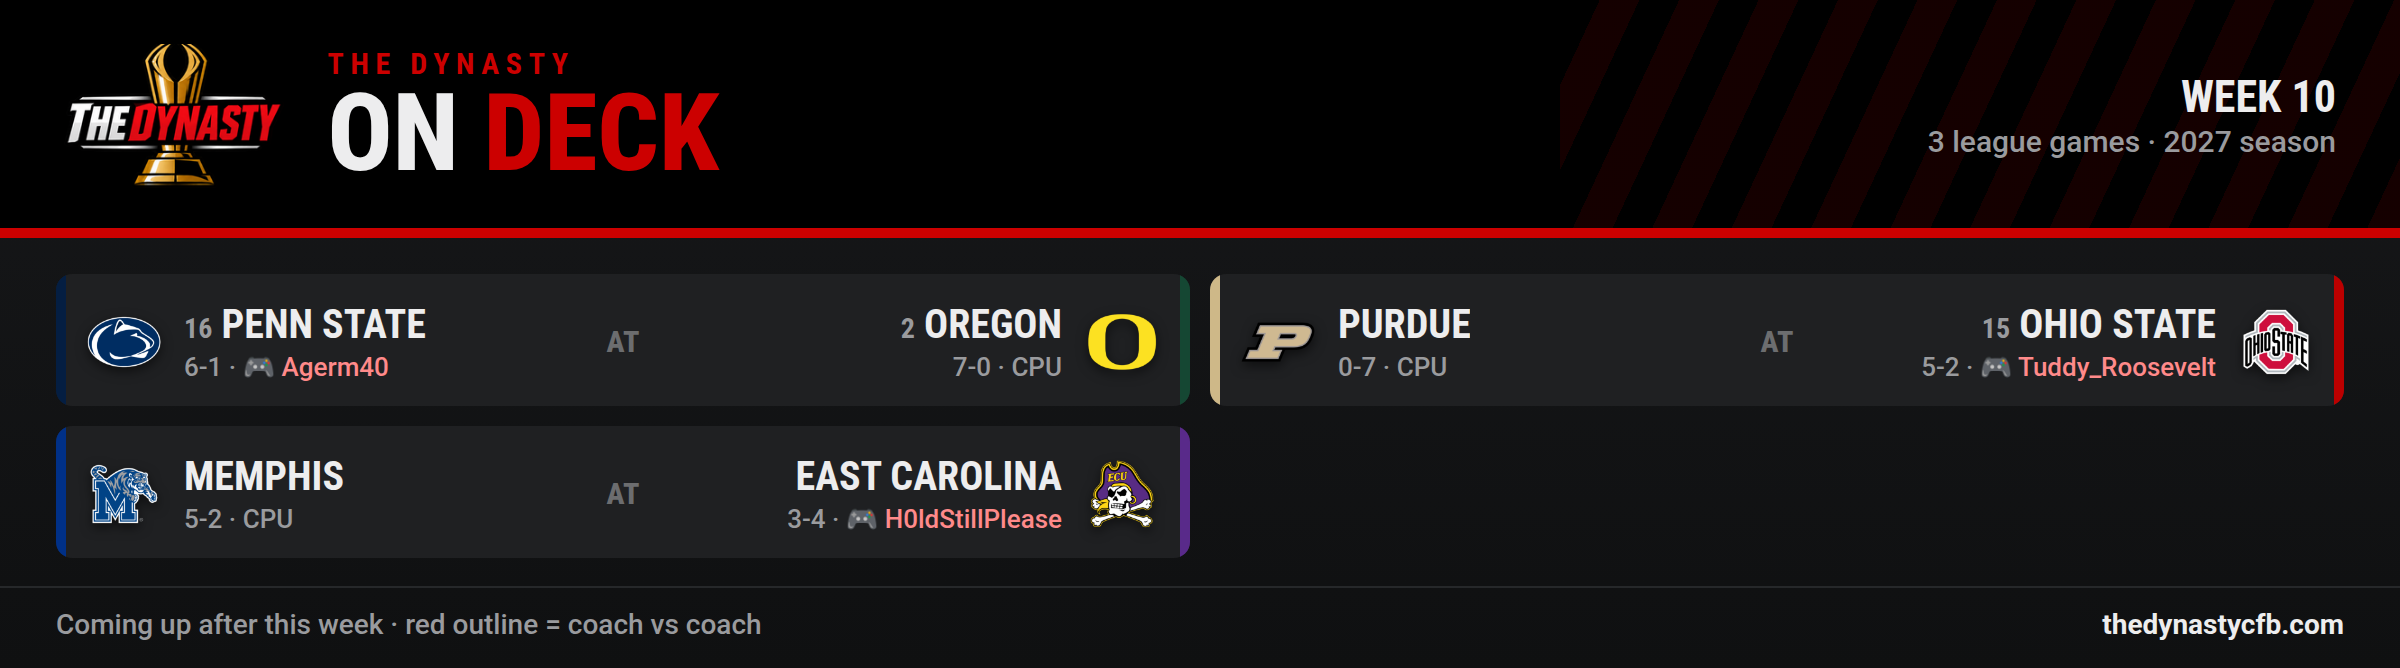 THE DYNASTY
THE DYNASTY
ON DECK
WEEK 10
3 league games · 2027 season
16 PENN STATE
6-1 · 🎮 Agerm40
AT
2 OREGON
7-0 · CPU
O
P
PURDUE
0-7 · CPU
AT
15 OHIO STATE
5-2 · 🎮 Tuddy_Roosevelt
OHIO STATE
M
MEMPHIS
5-2 · CPU
AT
EAST CAROLINA
3-4 · 🎮 H0ldStillPlease
ECU
Coming up after this week · red outline = coach vs coach
thedynastycfb.com